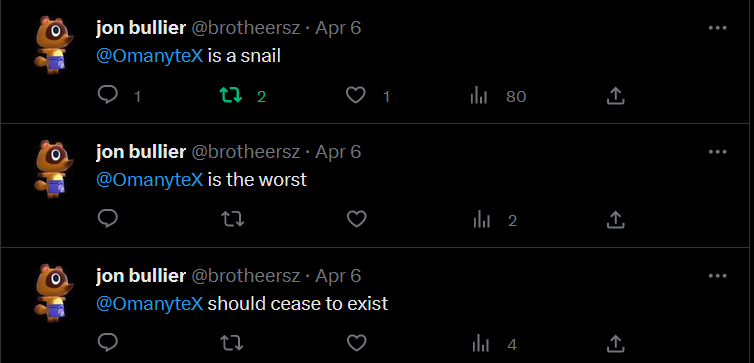 jon bullier @brotheersz · Apr 6
@OmanyteX is a snail
1 2 1 80
jon bullier @brotheersz · Apr 6
@OmanyteX is the worst
2
jon bullier @brotheersz · Apr 6
@OmanyteX should cease to exist
4